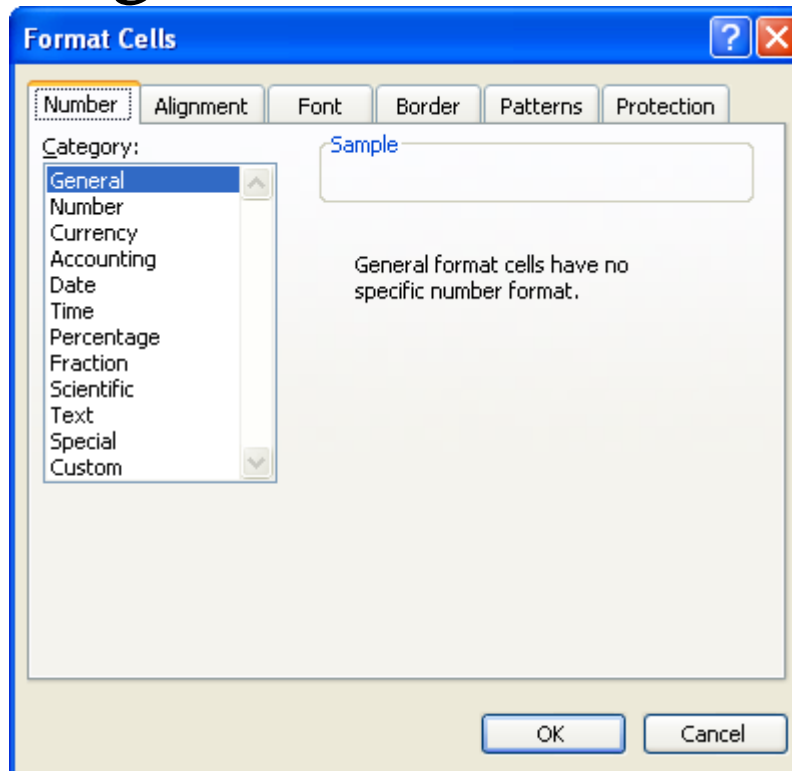 Format Cells
Number Alignment Font Border Patterns Protection
Category:
General
Number
Currency
Accounting
Date
Time
Percentage
Fraction
Scientific
Text
Special
Custom
Sample
General format cells have no
specific number format.
OK Cancel